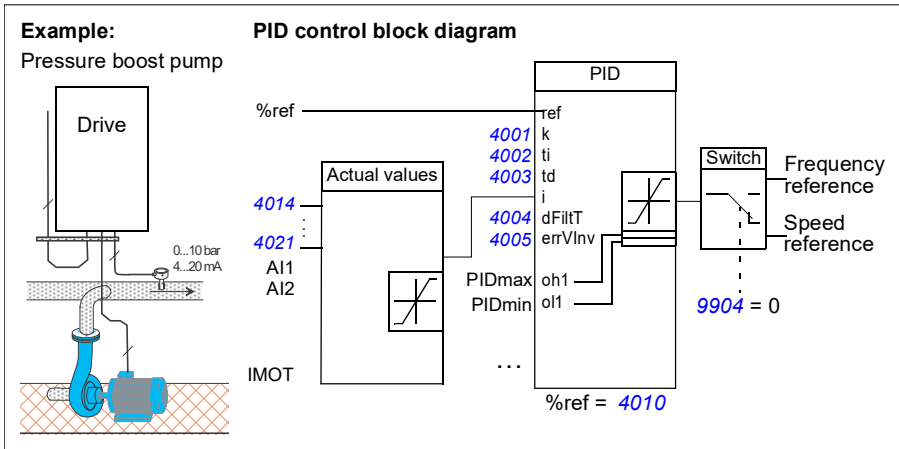 Example:
Pressure boost pump
Drive
0...10 bar
4...20 mA
PID control block diagram
PID
%ref
ref
4001 k
4002 ti
4003 td
i
4004 dFiltT
4005 errVInv
PIDmax oh1
PIDmin ol1
...
%ref = 4010
Actual values
4014
4021
AI1
AI2
IMOT
Switch
Frequency
reference
Speed
reference
9904 = 0